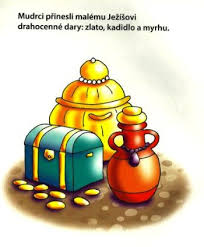 Mudrci přinesli malému Ježíšovi
drahocenné dary: zlato, kadidlo a myrhu.